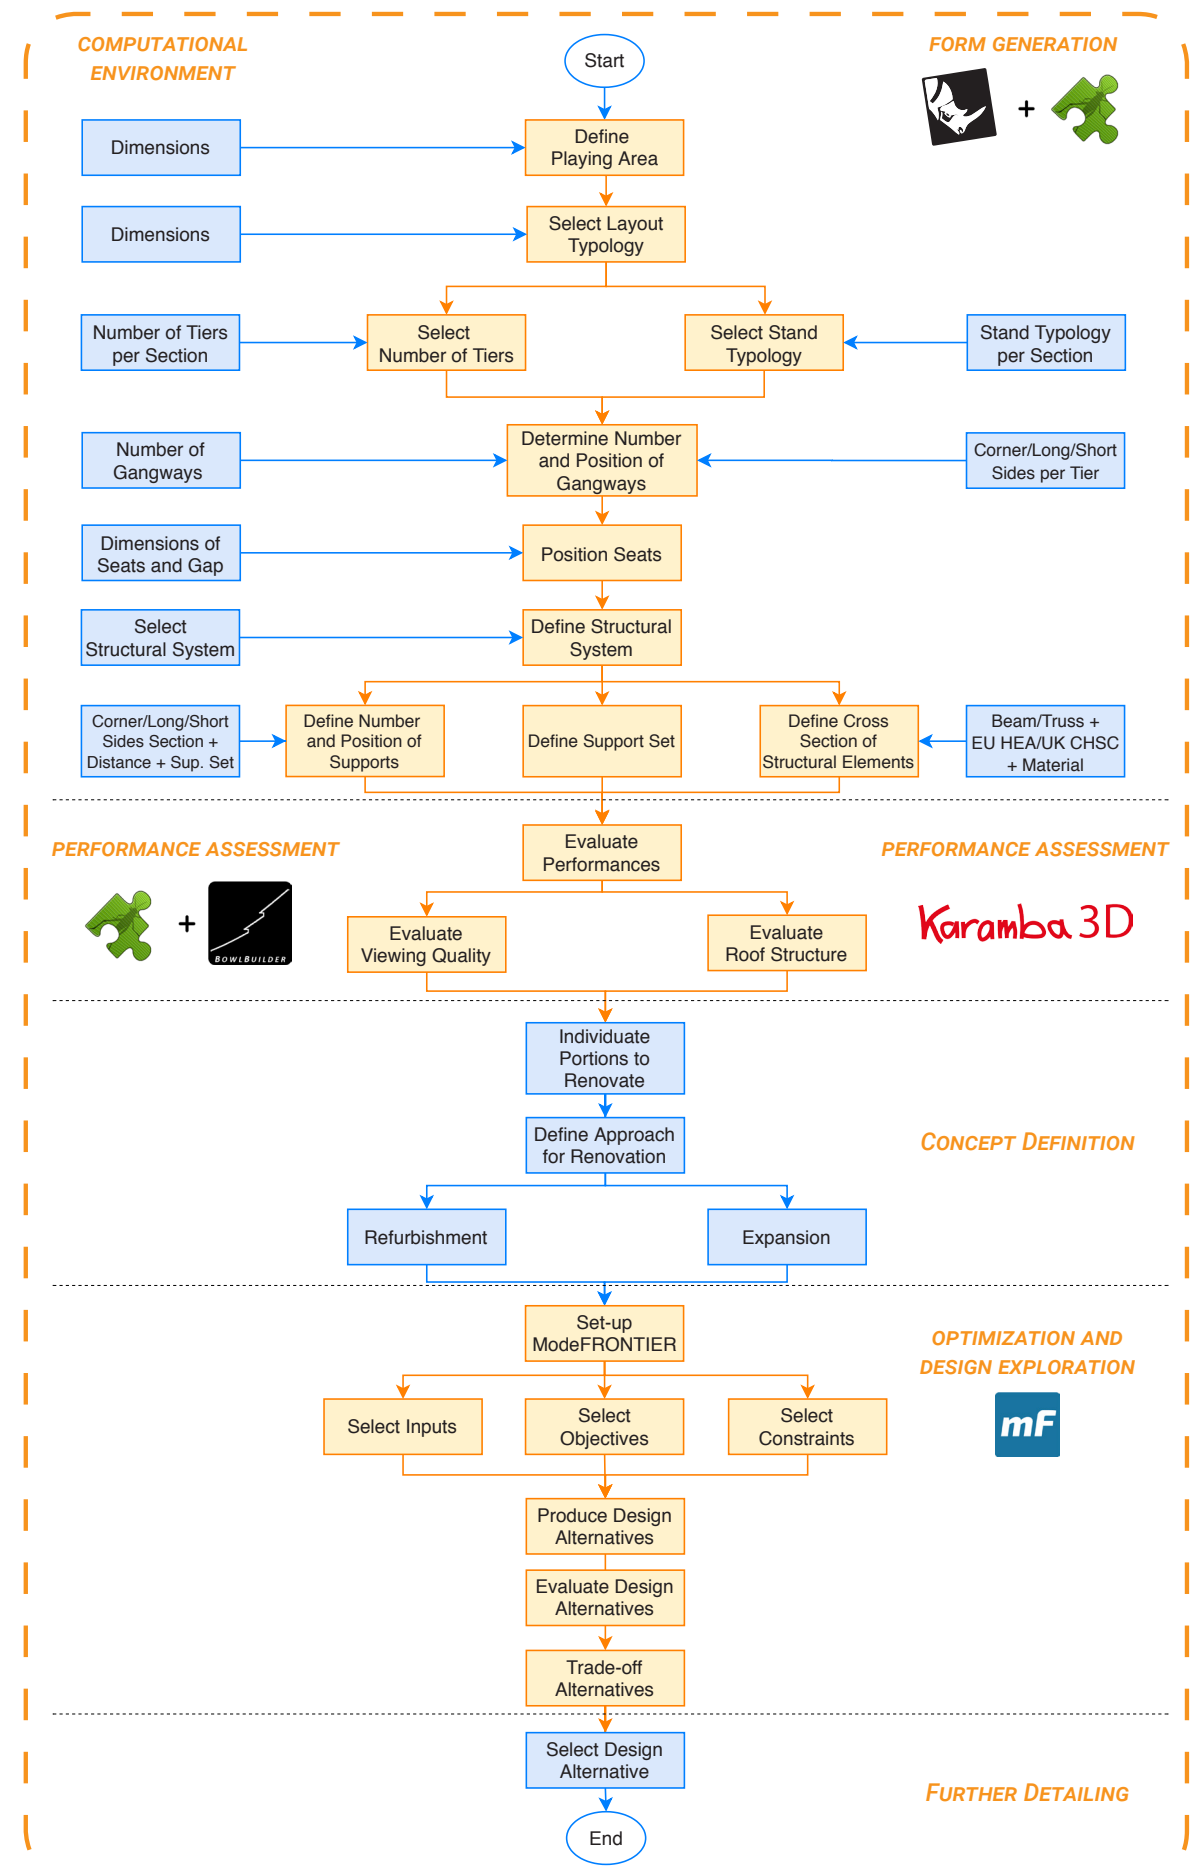 COMPUTATIONAL
ENVIRONMENT
Start
FORM GENERATION
+
Dimensions
Define
Playing Area
Dimensions
Select Layout
Typology
Number of Tiers
per Section
Select
Number of Tiers
Select Stand
Typology
Stand Typology
per Section
Number of
Gangways
Determine Number
and Position of
Gangways
Corner/Long/Short
Sides per Tier
Dimensions of
Seats and Gap
Position Seats
Select
Structural System
Define Structural
System
Corner/Long/Short
Sides Section +
Distance + Sup. Set
Define Number
and Position of
Supports
Define Support Set
Define Cross
Section of
Structural Elements
Beam/Truss +
EU HEA/UK CHSC
+ Material
PERFORMANCE ASSESSMENT
Evaluate
Performances
PERFORMANCE ASSESSMENT
+
BOWLBUILDER
Evaluate
Viewing Quality
Evaluate
Roof Structure
Karamba 3D
Individuate
Portions to
Renovate
Define Approach
for Renovation
CONCEPT DEFINITION
Refurbishment
Expansion
Set-up
ModeFRONTIER
OPTIMIZATION AND
DESIGN EXPLORATION
mF
Select Inputs
Select
Objectives
Select
Constraints
Produce Design
Alternatives
Evaluate Design
Alternatives
Trade-off
Alternatives
Select Design
Alternative
FURTHER DETAILING
End